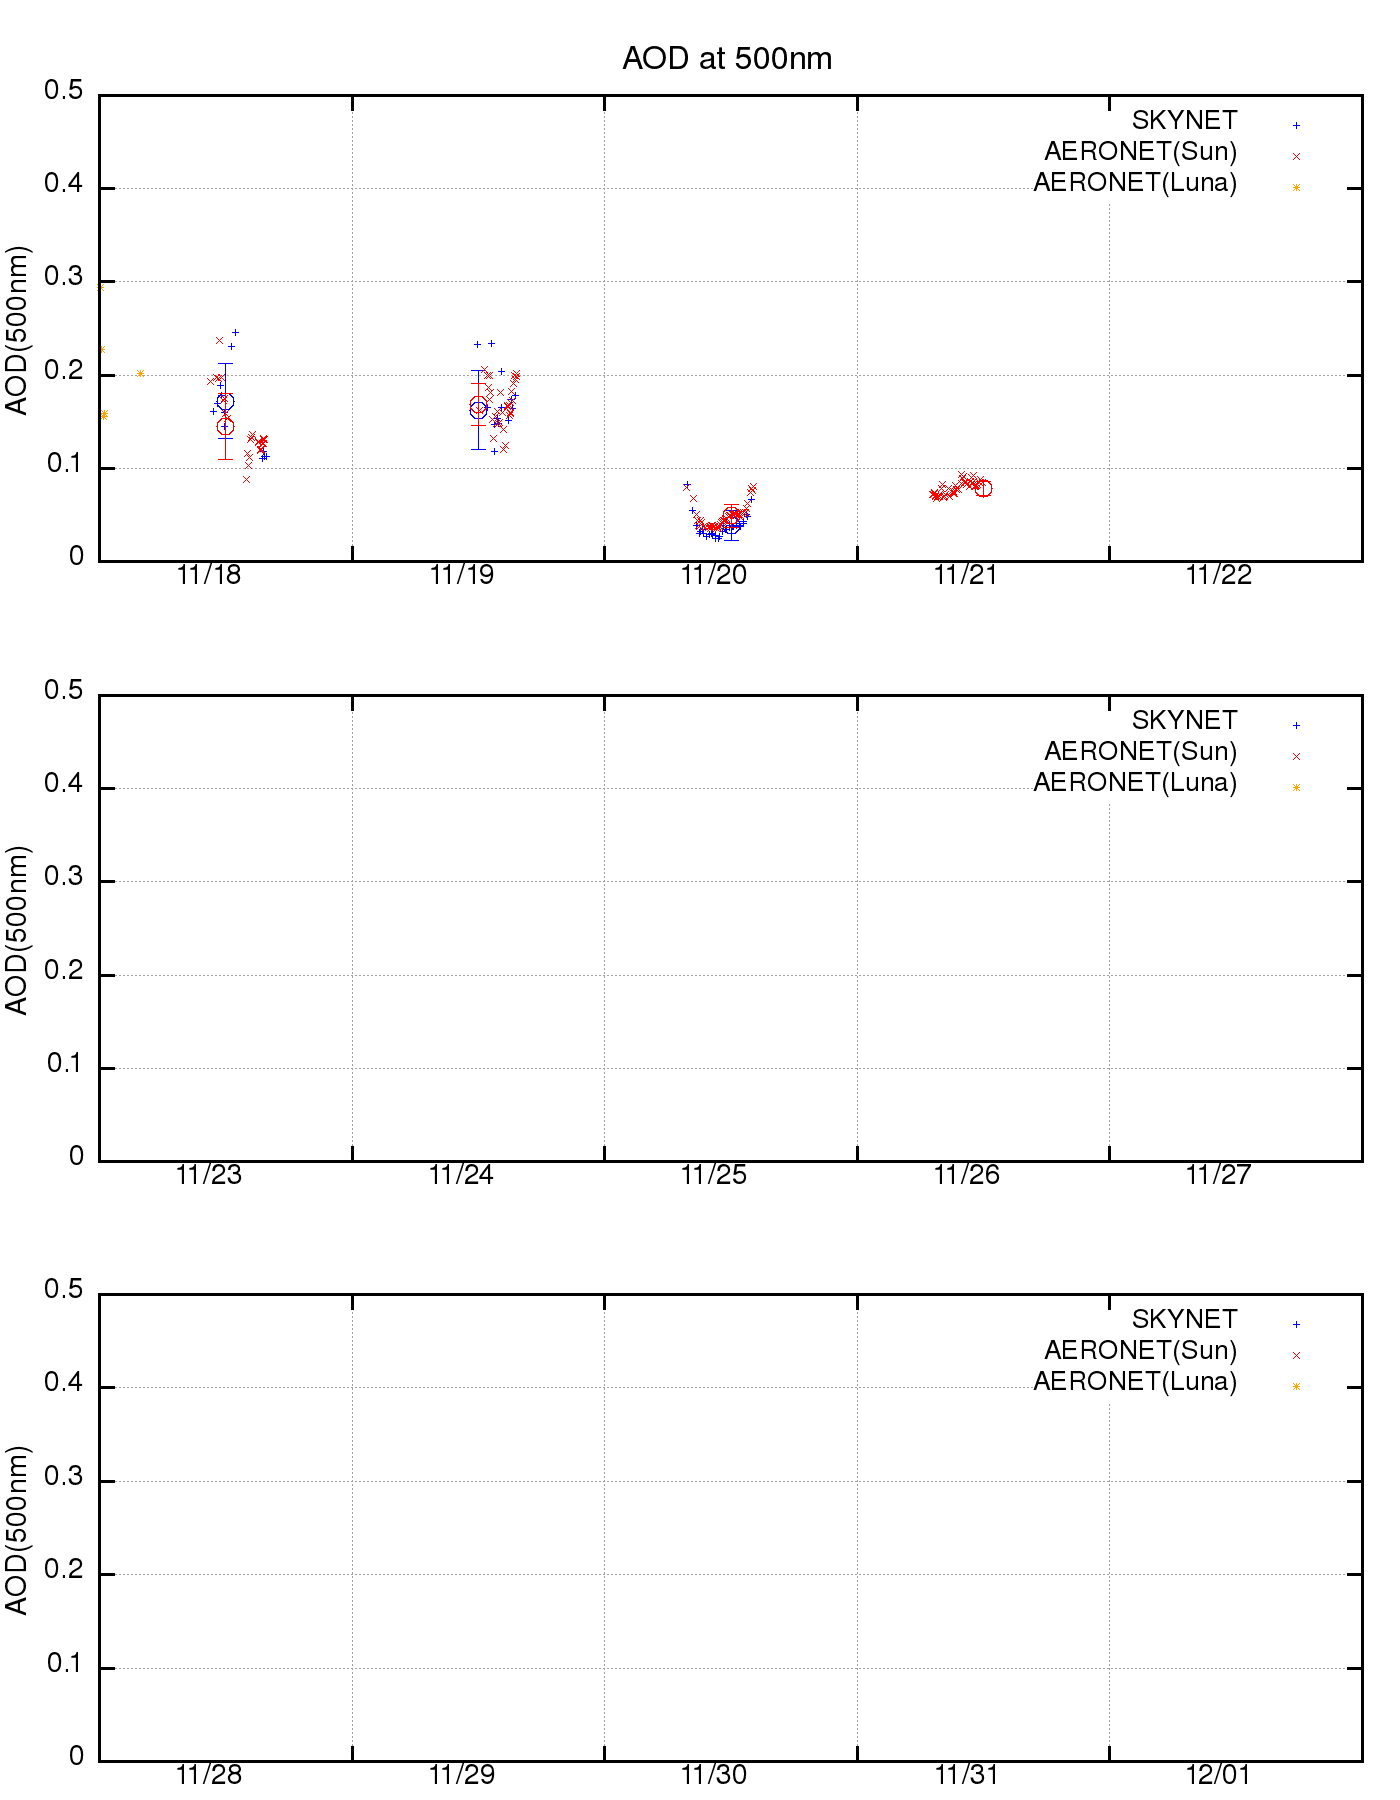 AOD at 500nm
0.5
SKYNET
AERONET(Sun)
AERONET(Luna)
0.4
0.3
AOD(500nm)
0.2
0.1
0
11/18 11/19 11/20 11/21 11/22
0.5
SKYNET
AERONET(Sun)
AERONET(Luna)
0.4
0.3
AOD(500nm)
0.2
0.1
0
11/23 11/24 11/25 11/26 11/27
0.5
SKYNET
AERONET(Sun)
AERONET(Luna)
0.4
0.3
AOD(500nm)
0.2
0.1
0
11/28 11/29 11/30 11/31 12/01